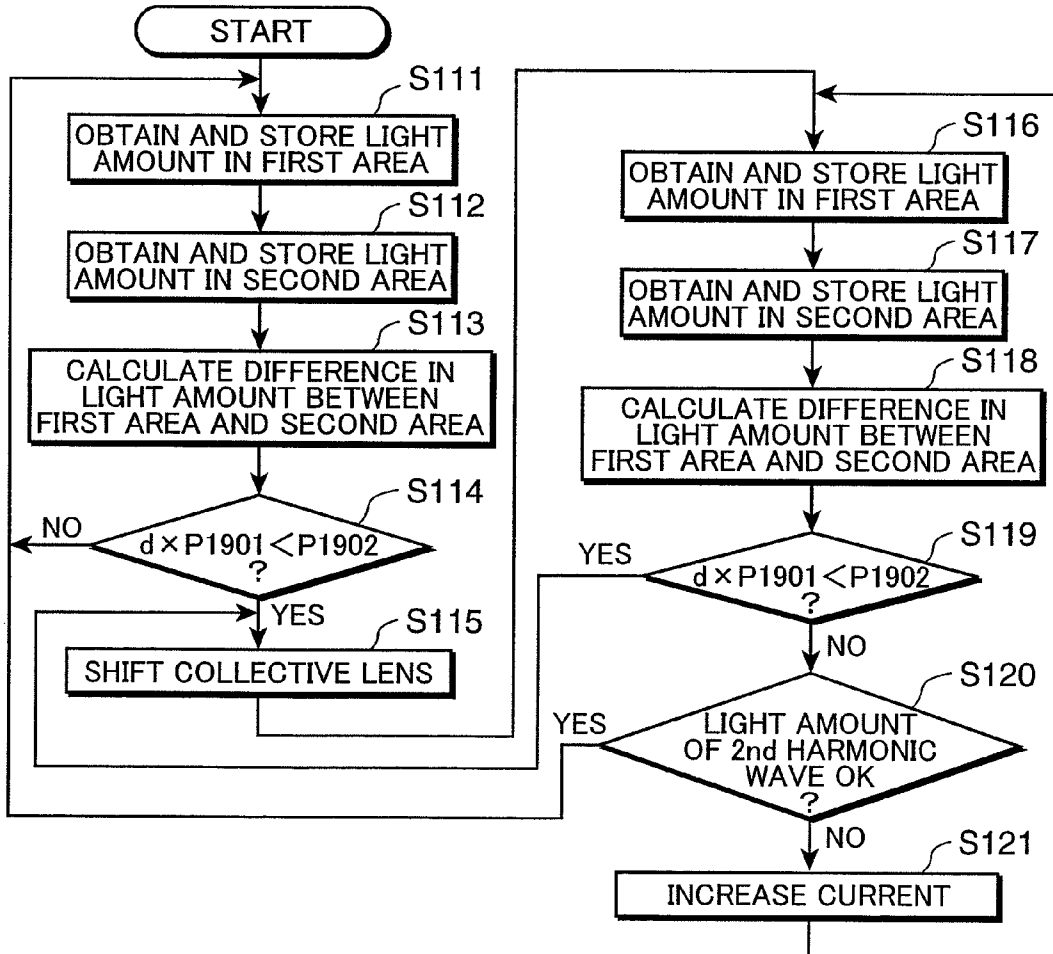 START
S111
OBTAIN AND STORE LIGHT
AMOUNT IN FIRST AREA
S112
OBTAIN AND STORE LIGHT
AMOUNT IN SECOND AREA
S113
CALCULATE DIFFERENCE IN
LIGHT AMOUNT BETWEEN
FIRST AREA AND SECOND AREA
S114
NO
d×P1901<P1902
?
YES
S115
SHIFT COLLECTIVE LENS
S116
OBTAIN AND STORE LIGHT
AMOUNT IN FIRST AREA
S117
OBTAIN AND STORE LIGHT
AMOUNT IN SECOND AREA
S118
CALCULATE DIFFERENCE IN
LIGHT AMOUNT BETWEEN
FIRST AREA AND SECOND AREA
S119
YES
d×P1901<P1902
?
NO
S120
YES
LIGHT AMOUNT
OF 2nd HARMONIC
WAVE OK
?
NO
S121
INCREASE CURRENT